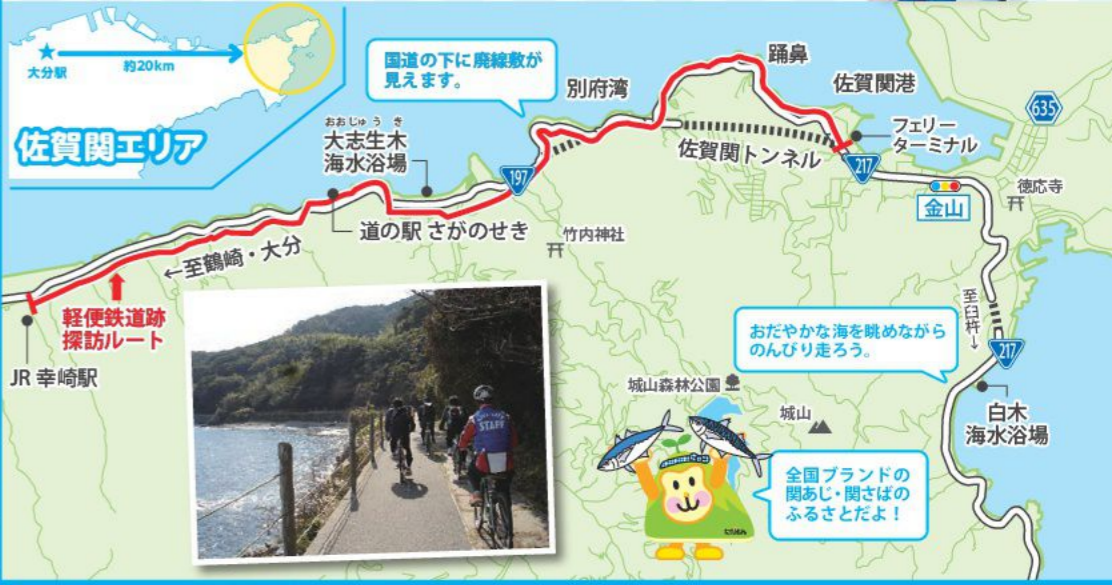 大分駅
約20km
佐賀関エリア
国道の下に廃線敷が
見えます。
別府湾
踊鼻
佐賀関港
635
フェリー
ターミナル
おおじゅうき
大志生木
海水浴場
197
佐賀関トンネル
217
金山
徳応寺
道の駅 さがのせき
竹内神社
←至鶴崎・大分
軽便鉄道跡
探訪ルート
JR 幸崎駅
至臼杵→
おだやかな海を眺めながら
のんびり走ろう。
217
城山森林公園
城山
白木
海水浴場
全国ブランドの
関あじ・関さばの
ふるさとだよ！
STAFF